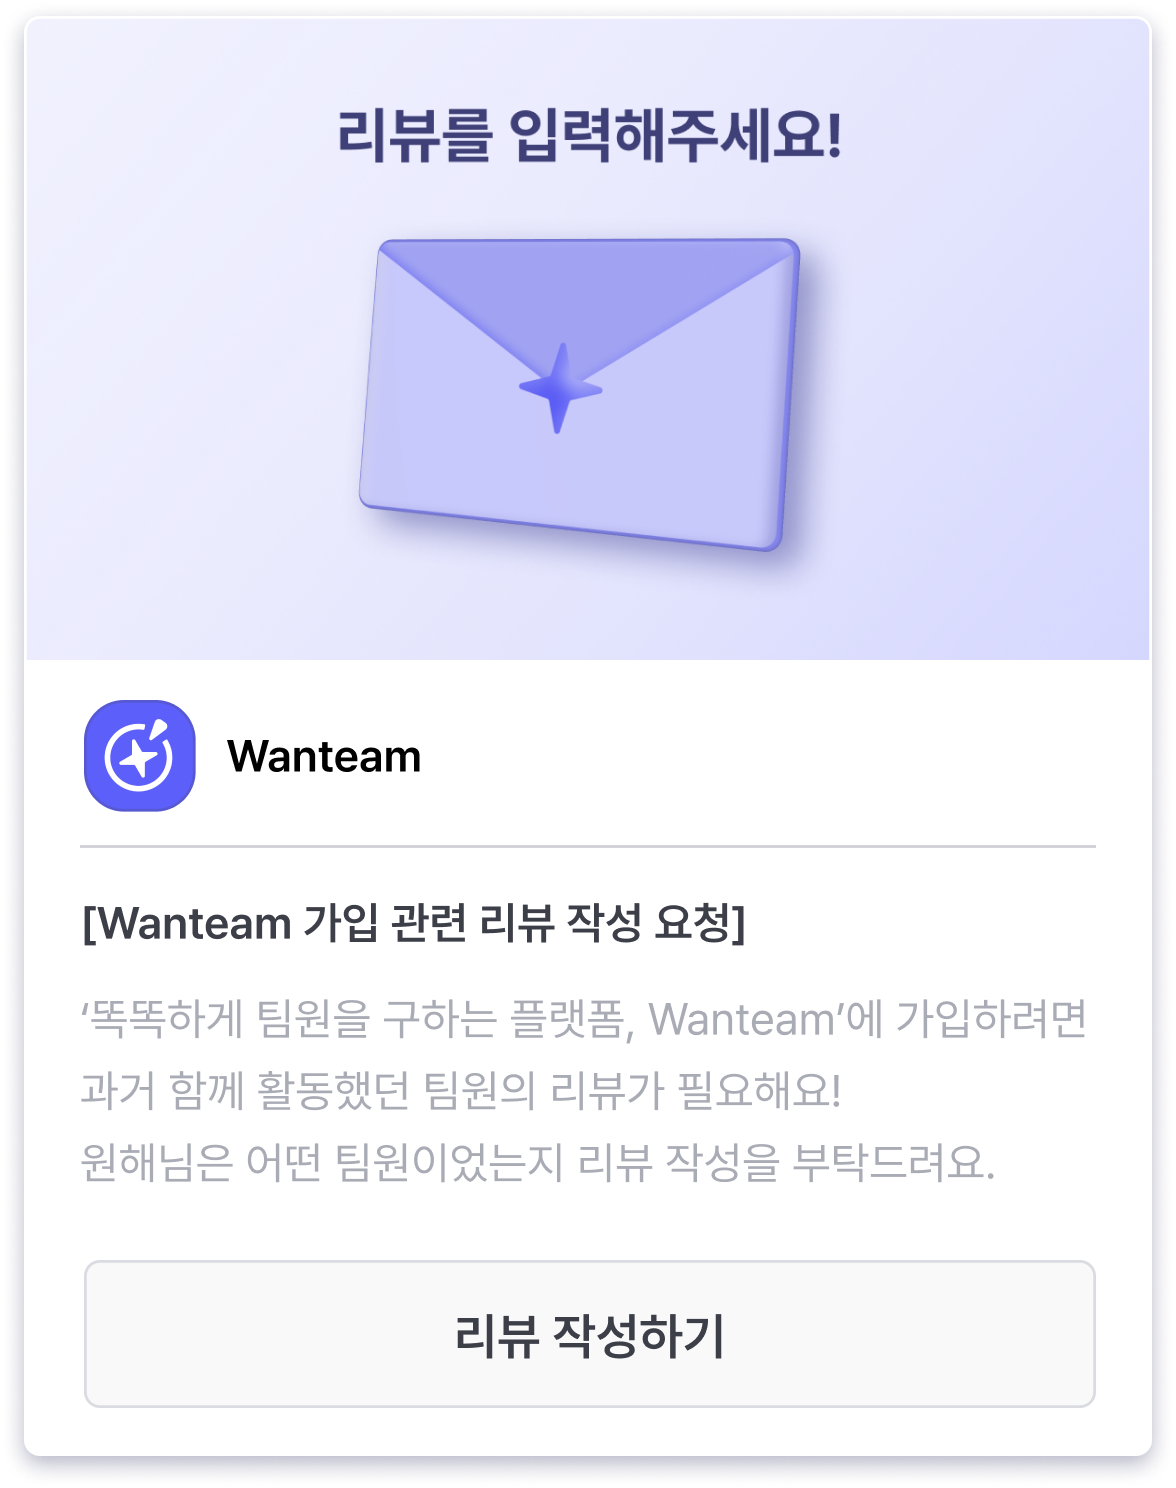 리뷰를 입력해주세요!
Wanteam
[Wanteam 가입 관련 리뷰 작성 요청]
‘똑똑하게 팀원을 구하는 플랫폼, Wanteam’에 가입하려면
과거 함께 활동했던 팀원의 리뷰가 필요해요!
원해님은 어떤 팀원이었는지 리뷰 작성을 부탁드려요.
리뷰 작성하기